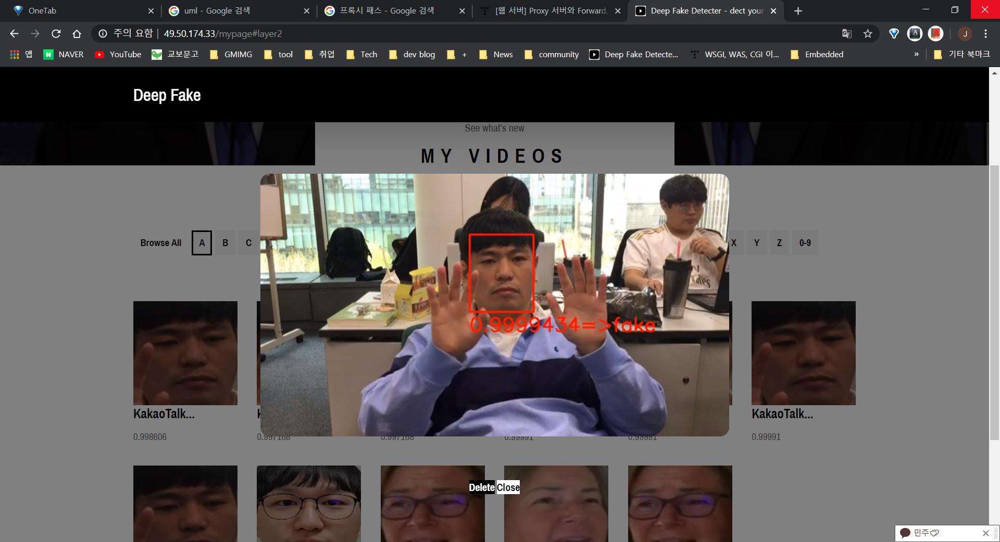 OneTab
uml - Google 검색
프록시 패스 - Google 검색
[웹 서버] Proxy 서버와 Forward,
Deep Fake Detecter - dect your
주의 요함 | 49.50.174.33/mypage#layer2
J
앱
NAVER
YouTube
교보문고
GMIMG
tool
취업
Tech
dev blog
+
News
community
Deep Fake Detecte...
WSGI, WAS, CGI 이...
Embedded
»
기타 북마크
Deep Fake
See what's new
MY VIDEOS
Browse All A B C X Y Z 0-9
0.9999434=>fake
KakaoTalk...
KakaoTalk...
0.998606 0.997168 0.997168 0.99991 0.99991 0.99991
Delete Close
민주